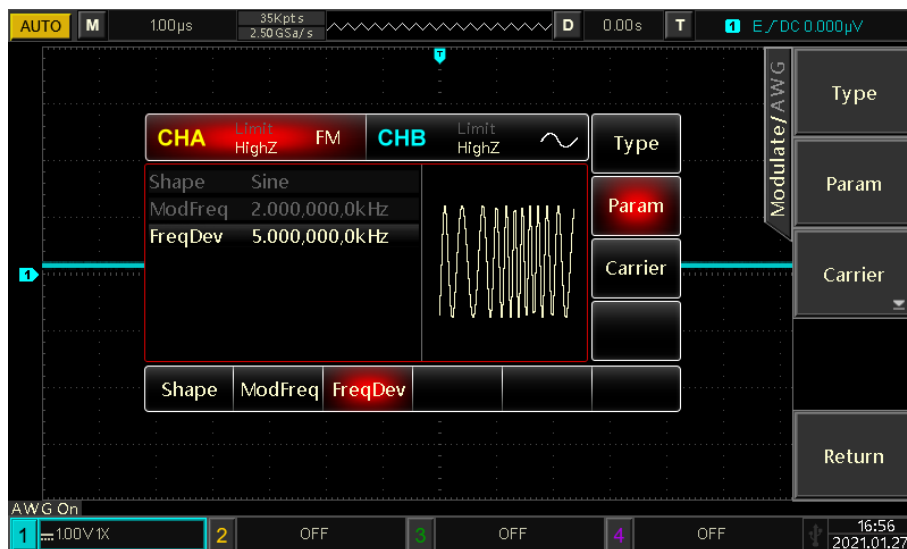 AUTO M 1.00μs 35Kpts D 0.00s T 1 E DC 0.000μV
2.50GSa/s
T
Modulate/AWG
Type
Param
Carrier
Return
CHA Limit HighZ FM CHB Limit HighZ
Shape Sine
ModFreq 2.000,000,0kHz
FreqDev 5.000,000,0kHz
Type
Param
Carrier
Shape ModFreq FreqDev
1
AWG On
1 1.00V 1X 2 OFF 3 OFF 4 OFF 16:56
2021.01.27